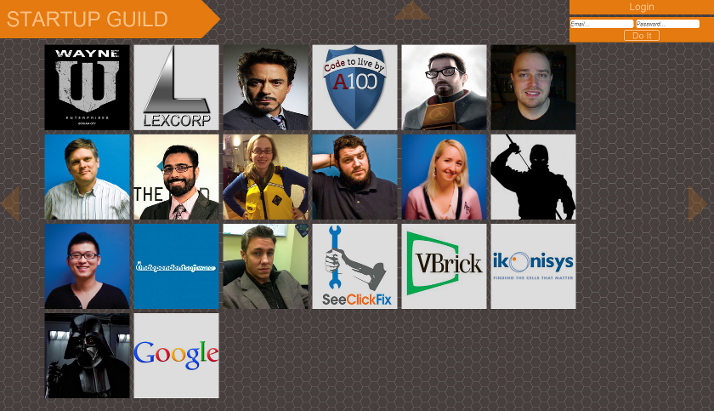 STARTUP GUILD
Login
Email... Password...
Do It
WAYNE
ENTERPRISES
LEXCORP
Code to live by
A100
THE
independentsoftware
SeeClickFix
VBrick
ikonisys
FINDING THE CELLS THAT MATTER
Google